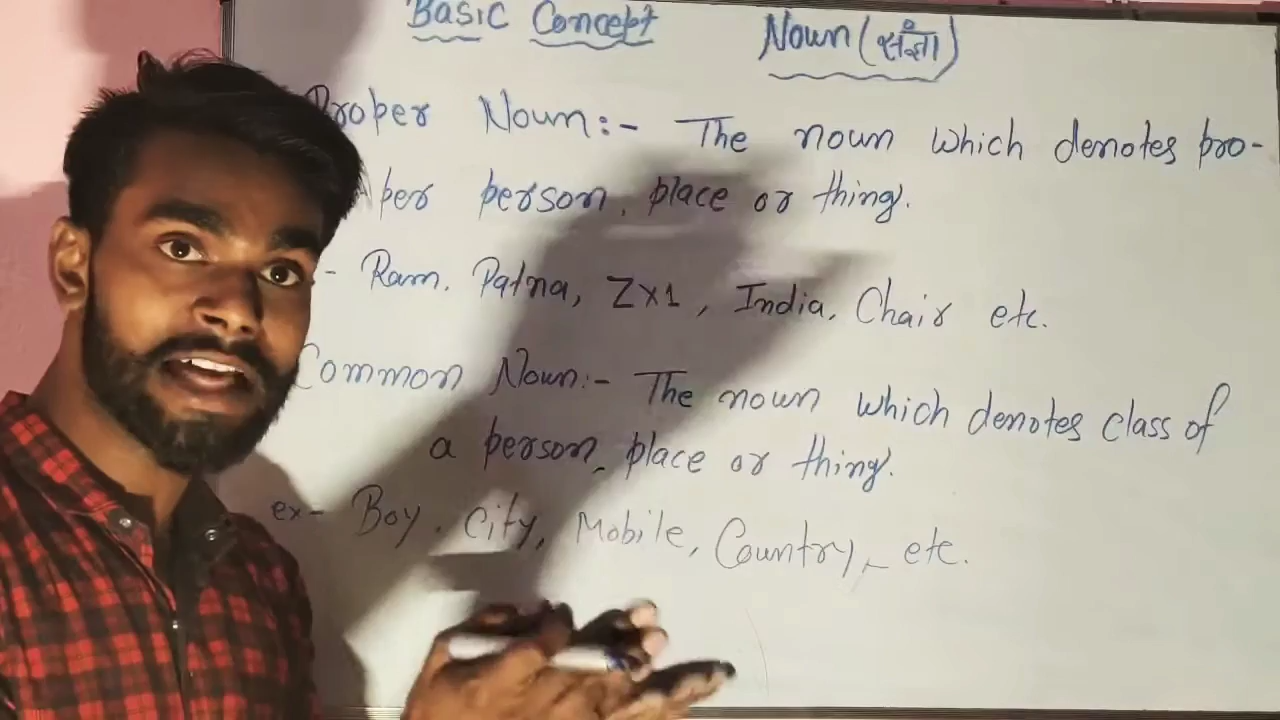 Basic Concept Noun (संज्ञा)
Proper Noun:- The noun which denotes pro-
per person, place or thing.
- Ram, Patna, ZX1, India, Chair etc.
Common Noun:- The noun which denotes class of
a person, place or thing.
ex- Boy, City, Mobile, Country, etc.